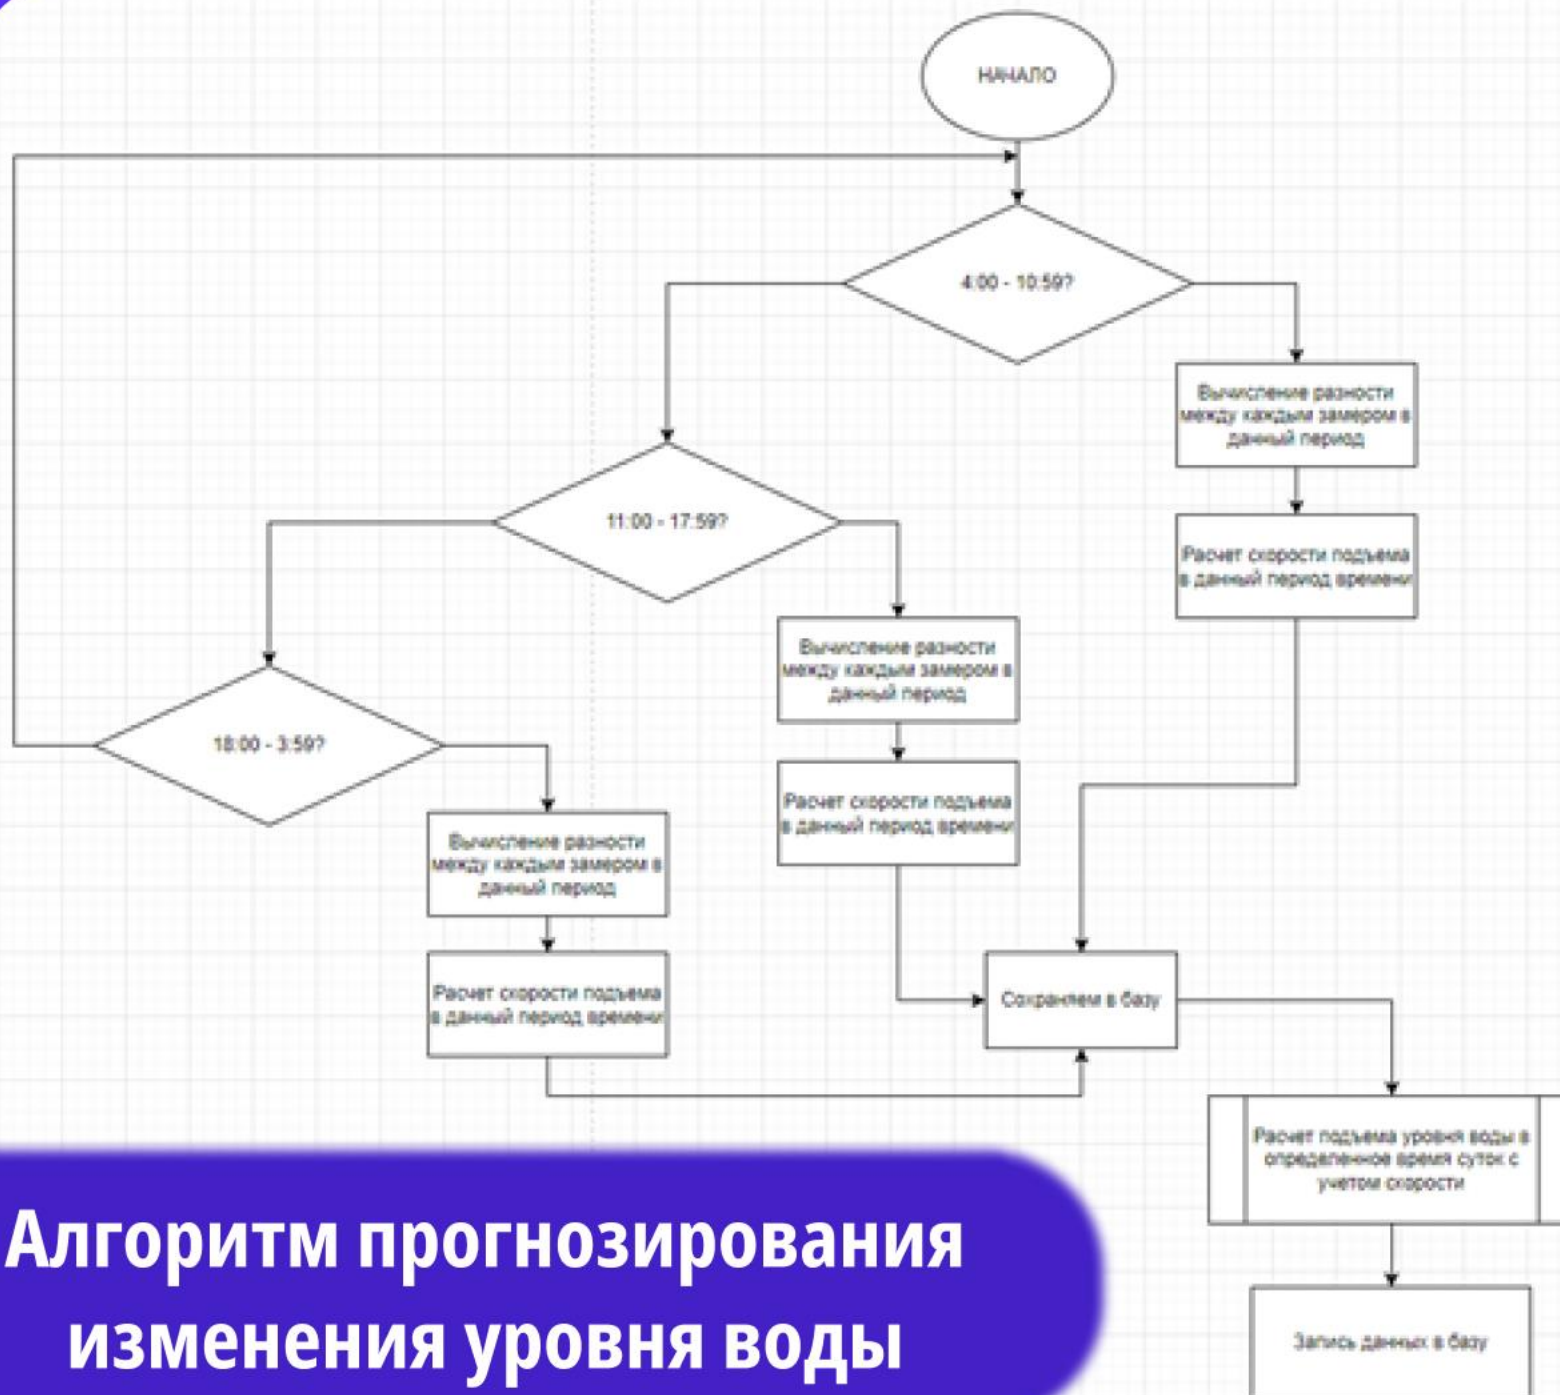 НАЧАЛО
4:00 - 10:59?
Вычисление разности
между каждым замером в
данный период
Расчет скорости подъема
в данный период времени
11:00 - 17:59?
Вычисление разности
между каждым замером в
данный период
Расчет скорости подъема
в данный период времени
18:00 - 3:59?
Вычисление разности
между каждым замером в
данный период
Расчет скорости подъема
в данный период времени
Сохраняем в базу
Расчет подъема уровня воды в
определенное время суток с
учетом скорости
Запись данных в базу
Алгоритм прогнозирования
изменения уровня воды